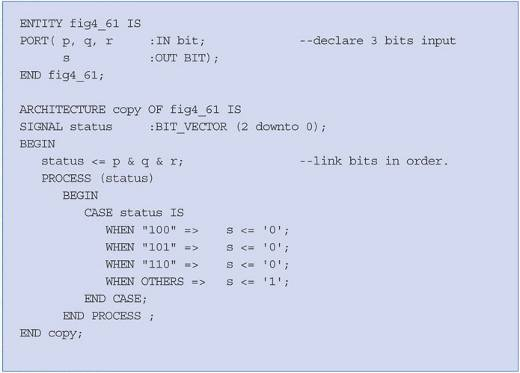 ENTITY fig4_61 IS
PORT( p, q, r :IN bit; --declare 3 bits input
s :OUT BIT);
END fig4_61;
ARCHITECTURE copy OF fig4_61 IS
SIGNAL status :BIT_VECTOR (2 downto 0);
BEGIN
status <= p & q & r; --link bits in order.
PROCESS (status)
BEGIN
CASE status IS
WHEN "100" => s <= '0';
WHEN "101" => s <= '0';
WHEN "110" => s <= '0';
WHEN OTHERS => s <= '1';
END CASE;
END PROCESS ;
END copy;